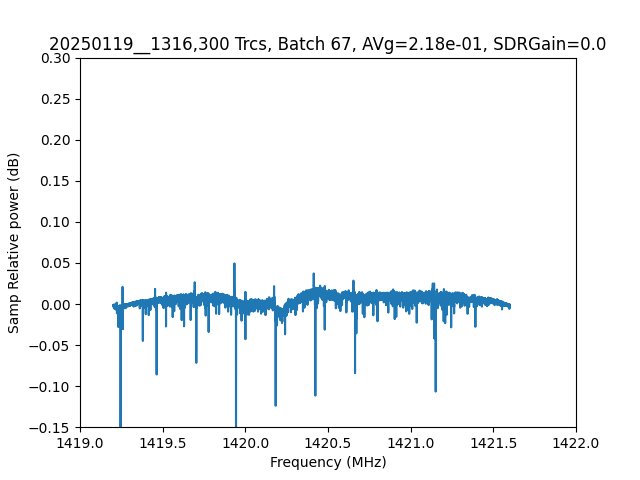 20250119__1316,300 Trcs, Batch 67, AVg=2.18e-01, SDRGain=0.0
0.30
0.25
0.20
0.15
0.10
0.05
0.00
−0.05
−0.10
−0.15
Samp Relative power (dB)
1419.0 1419.5 1420.0 1420.5 1421.0 1421.5 1422.0
Frequency (MHz)